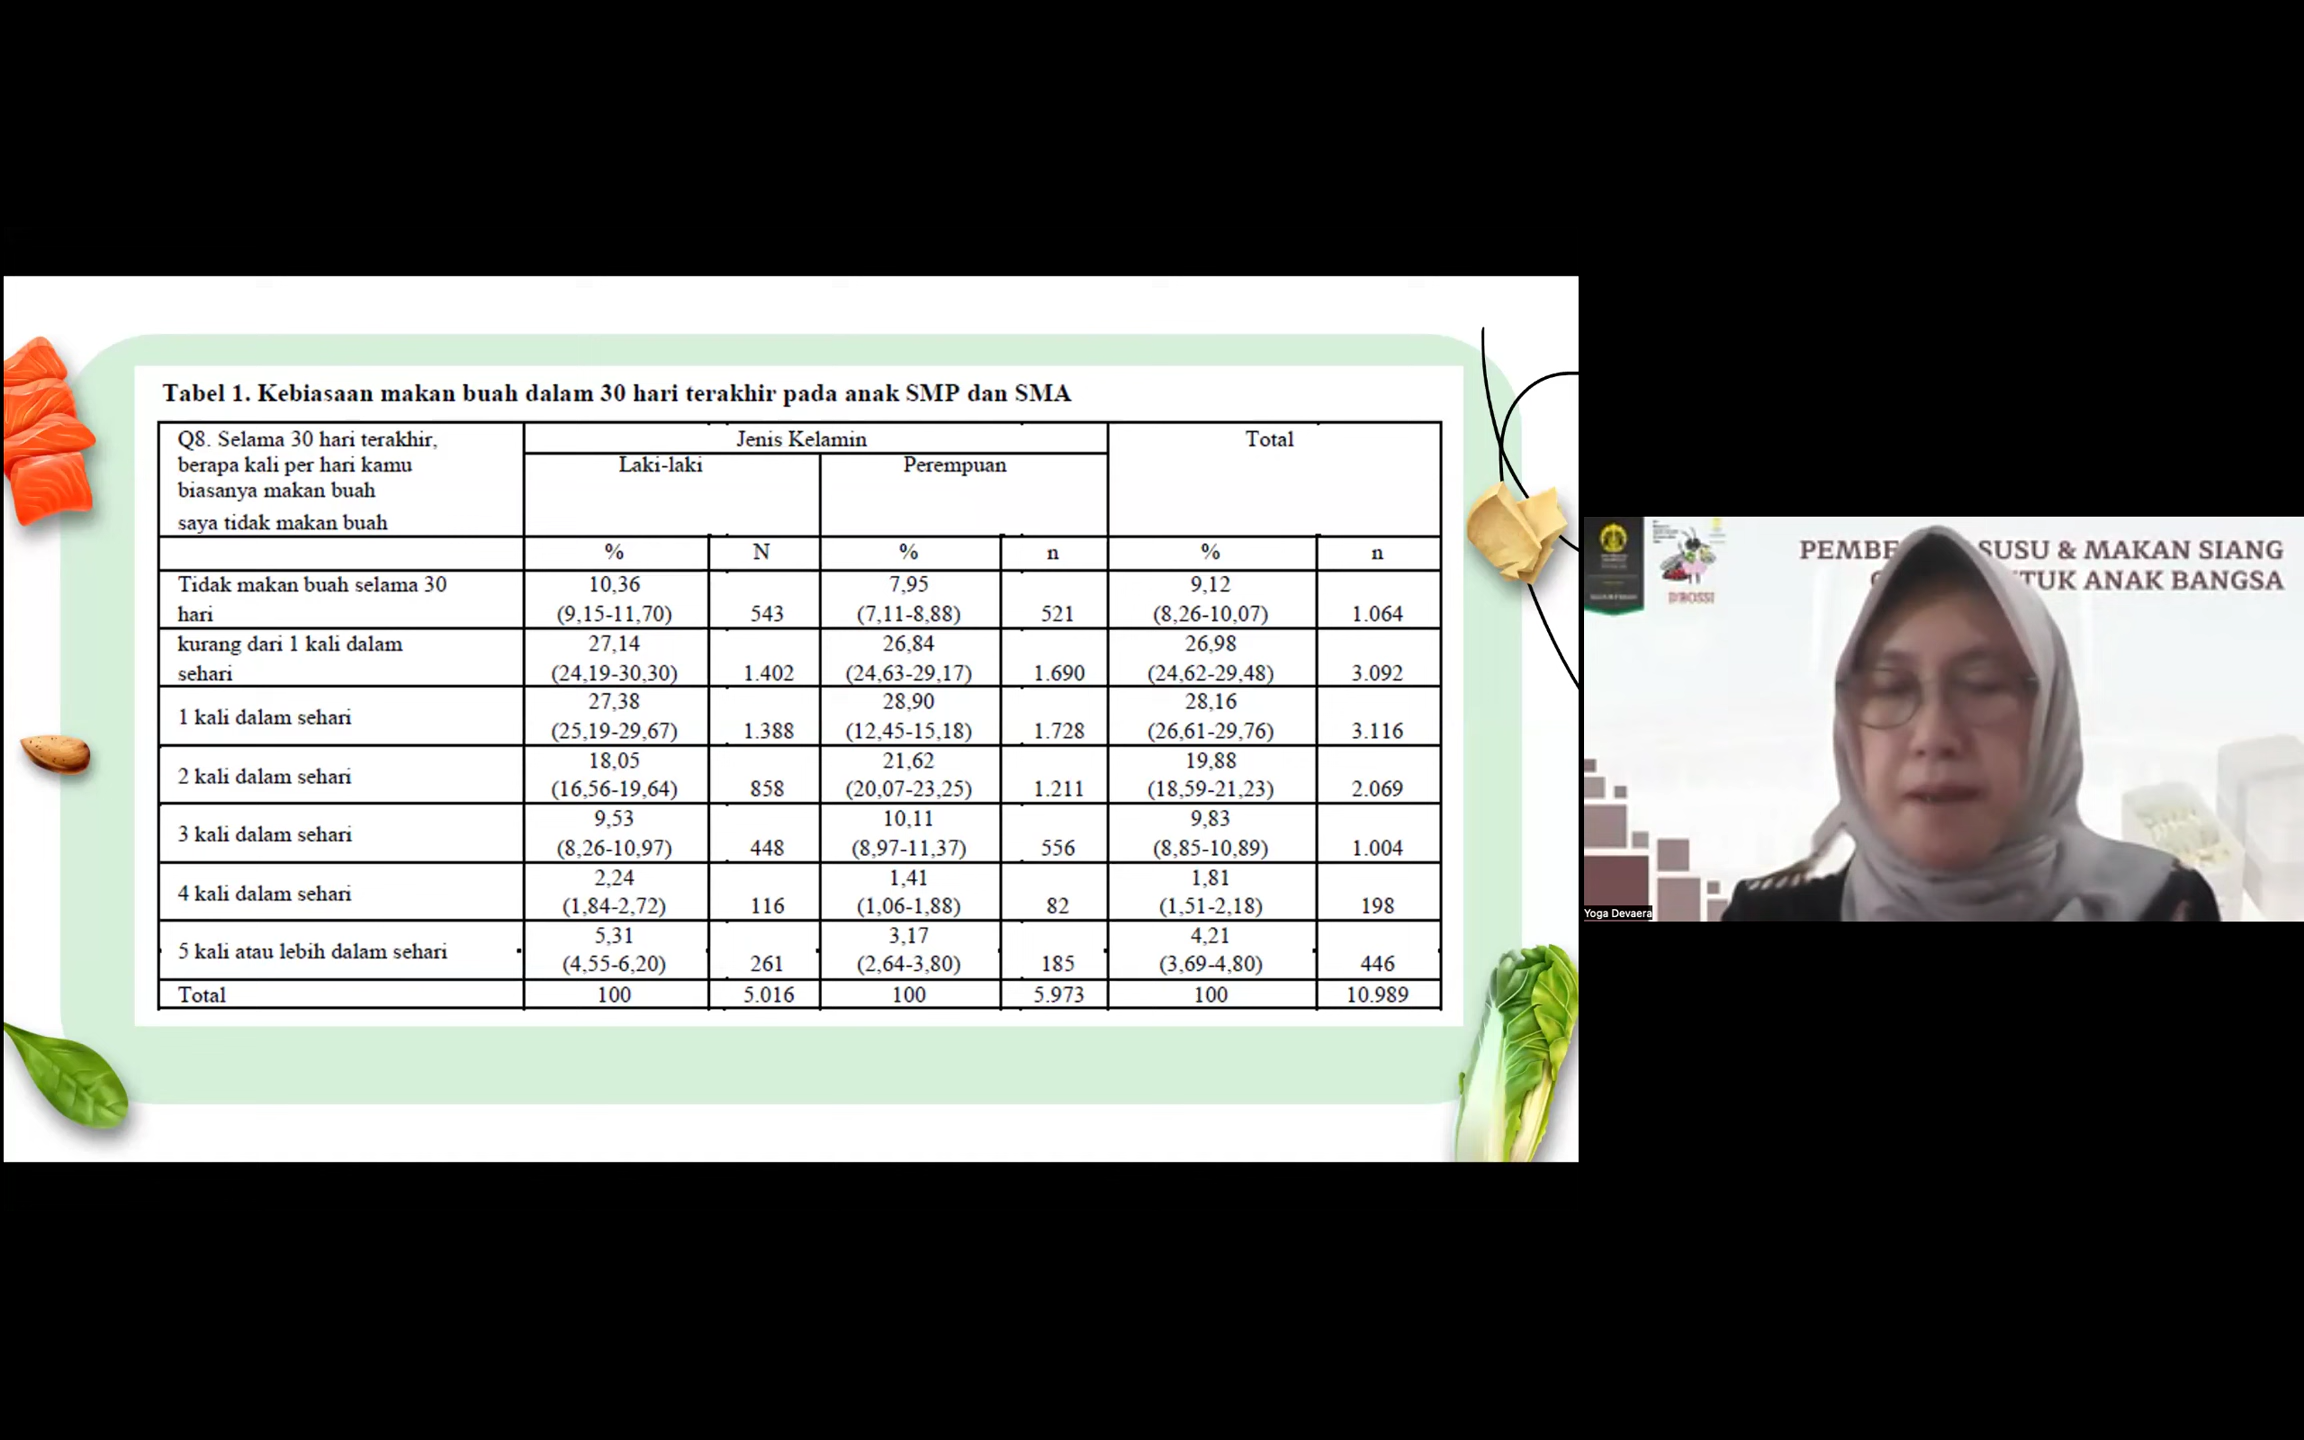 Tabel 1. Kebiasaan makan buah dalam 30 hari terakhir pada anak SMP dan SMA
Q8. Selama 30 hari terakhir,
berapa kali per hari kamu
biasanya makan buah
saya tidak makan buah
Jenis Kelamin
Total
Laki-laki
Perempuan
% N % n % n
Tidak makan buah selama 30
hari
10,36
(9,15-11,70)
543
7,95
(7,11-8,88)
521
9,12
(8,26-10,07)
1.064
kurang dari 1 kali dalam
sehari
27,14
(24,19-30,30)
1.402
26,84
(24,63-29,17)
1.690
26,98
(24,62-29,48)
3.092
1 kali dalam sehari
27,38
(25,19-29,67)
1.388
28,90
(12,45-15,18)
1.728
28,16
(26,61-29,76)
3.116
2 kali dalam sehari
18,05
(16,56-19,64)
858
21,62
(20,07-23,25)
1.211
19,88
(18,59-21,23)
2.069
3 kali dalam sehari
9,53
(8,26-10,97)
448
10,11
(8,97-11,37)
556
9,83
(8,85-10,89)
1.004
4 kali dalam sehari
2,24
(1,84-2,72)
116
1,41
(1,06-1,88)
82
1,81
(1,51-2,18)
198
5 kali atau lebih dalam sehari
5,31
(4,55-6,20)
261
3,17
(2,64-3,80)
185
4,21
(3,69-4,80)
446
Total 100 5.016 100 5.973 100 10.989
SUSU & MAKAN SIANG
ANAK BANGSA
D'ROSSI
Yoga Devaera